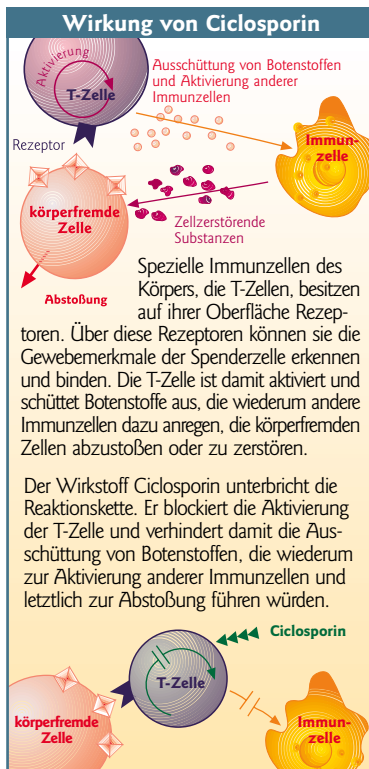 Wirkung von Ciclosporin
Aktivierung
T-Zelle
Ausschüttung von Botenstoffen
und Aktivierung anderer
Immunzellen
Rezeptor
Immun-
zelle
körperfremde
Zelle
Zellzerstörende
Substanzen
Abstoßung
Spezielle Immunzellen des
Körpers, die T-Zellen, besitzen
auf ihrer Oberfläche Rezep-
toren. Über diese Rezeptoren können sie die
Gewebemerkmale der Spenderzelle erkennen
und binden. Die T-Zelle ist damit aktiviert und
schüttet Botenstoffe aus, die wiederum andere
Immunzellen dazu anregen, die körperfremden
Zellen abzustoßen oder zu zerstören.
Der Wirkstoff Ciclosporin unterbricht die
Reaktionskette. Er blockiert die Aktivierung
der T-Zelle und verhindert damit die Aus-
schüttung von Botenstoffen, die wiederum
zur Aktivierung anderer Immunzellen und
letztlich zur Abstoßung führen würden.
Ciclosporin
T-Zelle
körperfremde
Zelle
Immun-
zelle